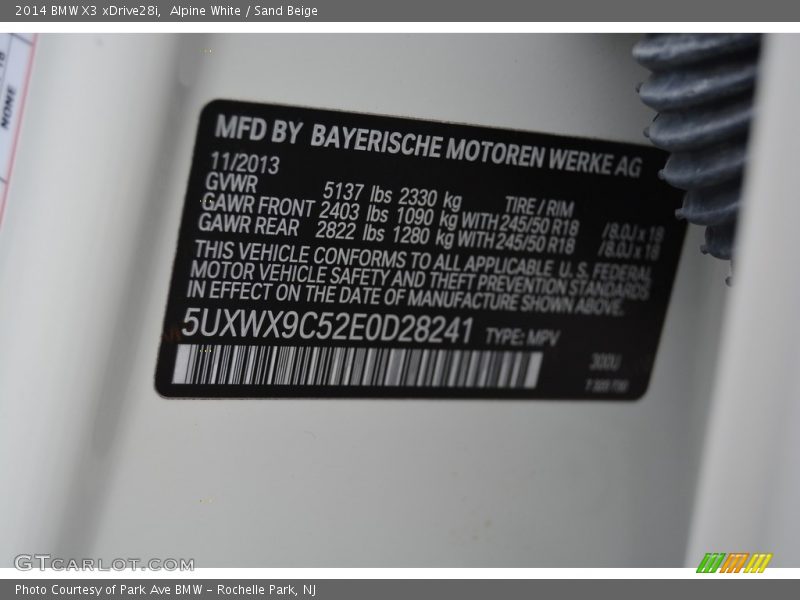 2014 BMW X3 xDrive28i,  Alpine White / Sand Beige
NONE
MFD BY BAYERISCHE MOTOREN WERKE AG
11/2013
GVWR 5137 lbs 2330 kg TIRE / RIM
GAWR FRONT 2403 lbs 1090 kg WITH 245/50 R18 /8.0J x 18
GAWR REAR 2822 lbs 1280 kg WITH 245/50 R18 /8.0J x 18
THIS VEHICLE CONFORMS TO ALL APPLICABLE U. S. FEDERAL
MOTOR VEHICLE SAFETY AND THEFT PREVENTION STANDARDS
IN EFFECT ON THE DATE OF MANUFACTURE SHOWN ABOVE.
5UXWX9C52E0D28241 TYPE: MPV
300U
GTCARLOT.COM
Photo Courtesy of Park Ave BMW - Rochelle Park, NJ